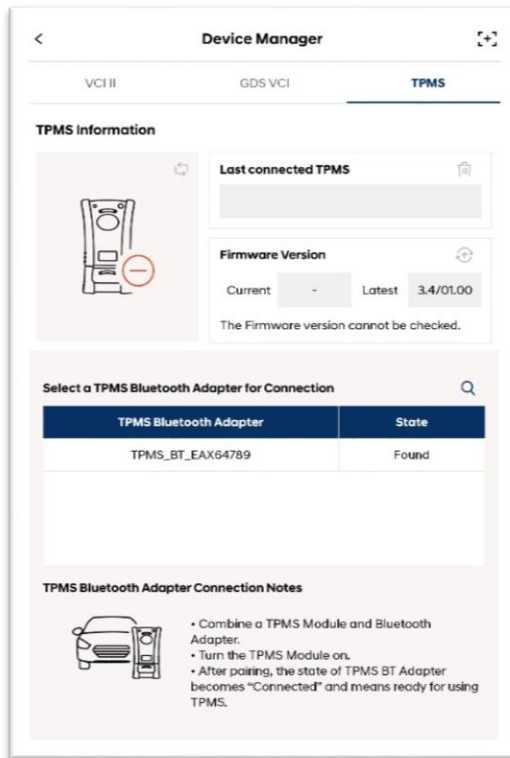 Device Manager
VCI II GDS VCI TPMS
TPMS Information
Last connected TPMS
Firmware Version
Current - Latest 3.4/01.00
The Firmware version cannot be checked.
Select a TPMS Bluetooth Adapter for Connection
TPMS Bluetooth Adapter State
TPMS_BT_EAX64789 Found
TPMS Bluetooth Adapter Connection Notes
• Combine a TPMS Module and Bluetooth
Adapter.
• Turn the TPMS Module on.
• After pairing, the state of TPMS BT Adapter
becomes "Connected" and means ready for using
TPMS.